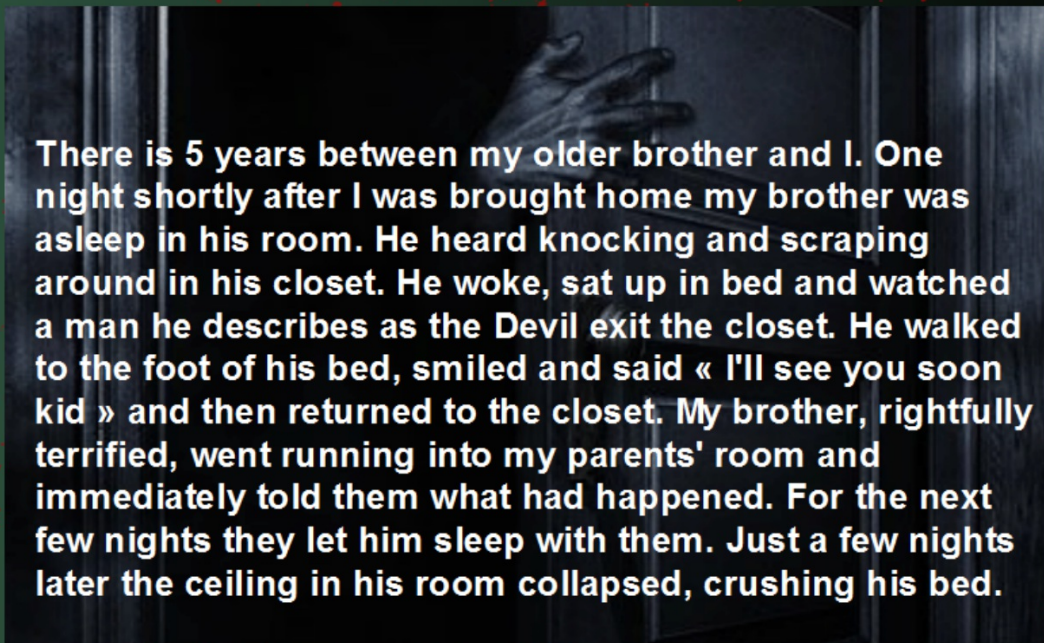 There is 5 years between my older brother and I. One
night shortly after I was brought home my brother was
asleep in his room. He heard knocking and scraping
around in his closet. He woke, sat up in bed and watched
a man he describes as the Devil exit the closet. He walked
to the foot of his bed, smiled and said « I'll see you soon
kid » and then returned to the closet. My brother, rightfully
terrified, went running into my parents' room and
immediately told them what had happened. For the next
few nights they let him sleep with them. Just a few nights
later the ceiling in his room collapsed, crushing his bed.